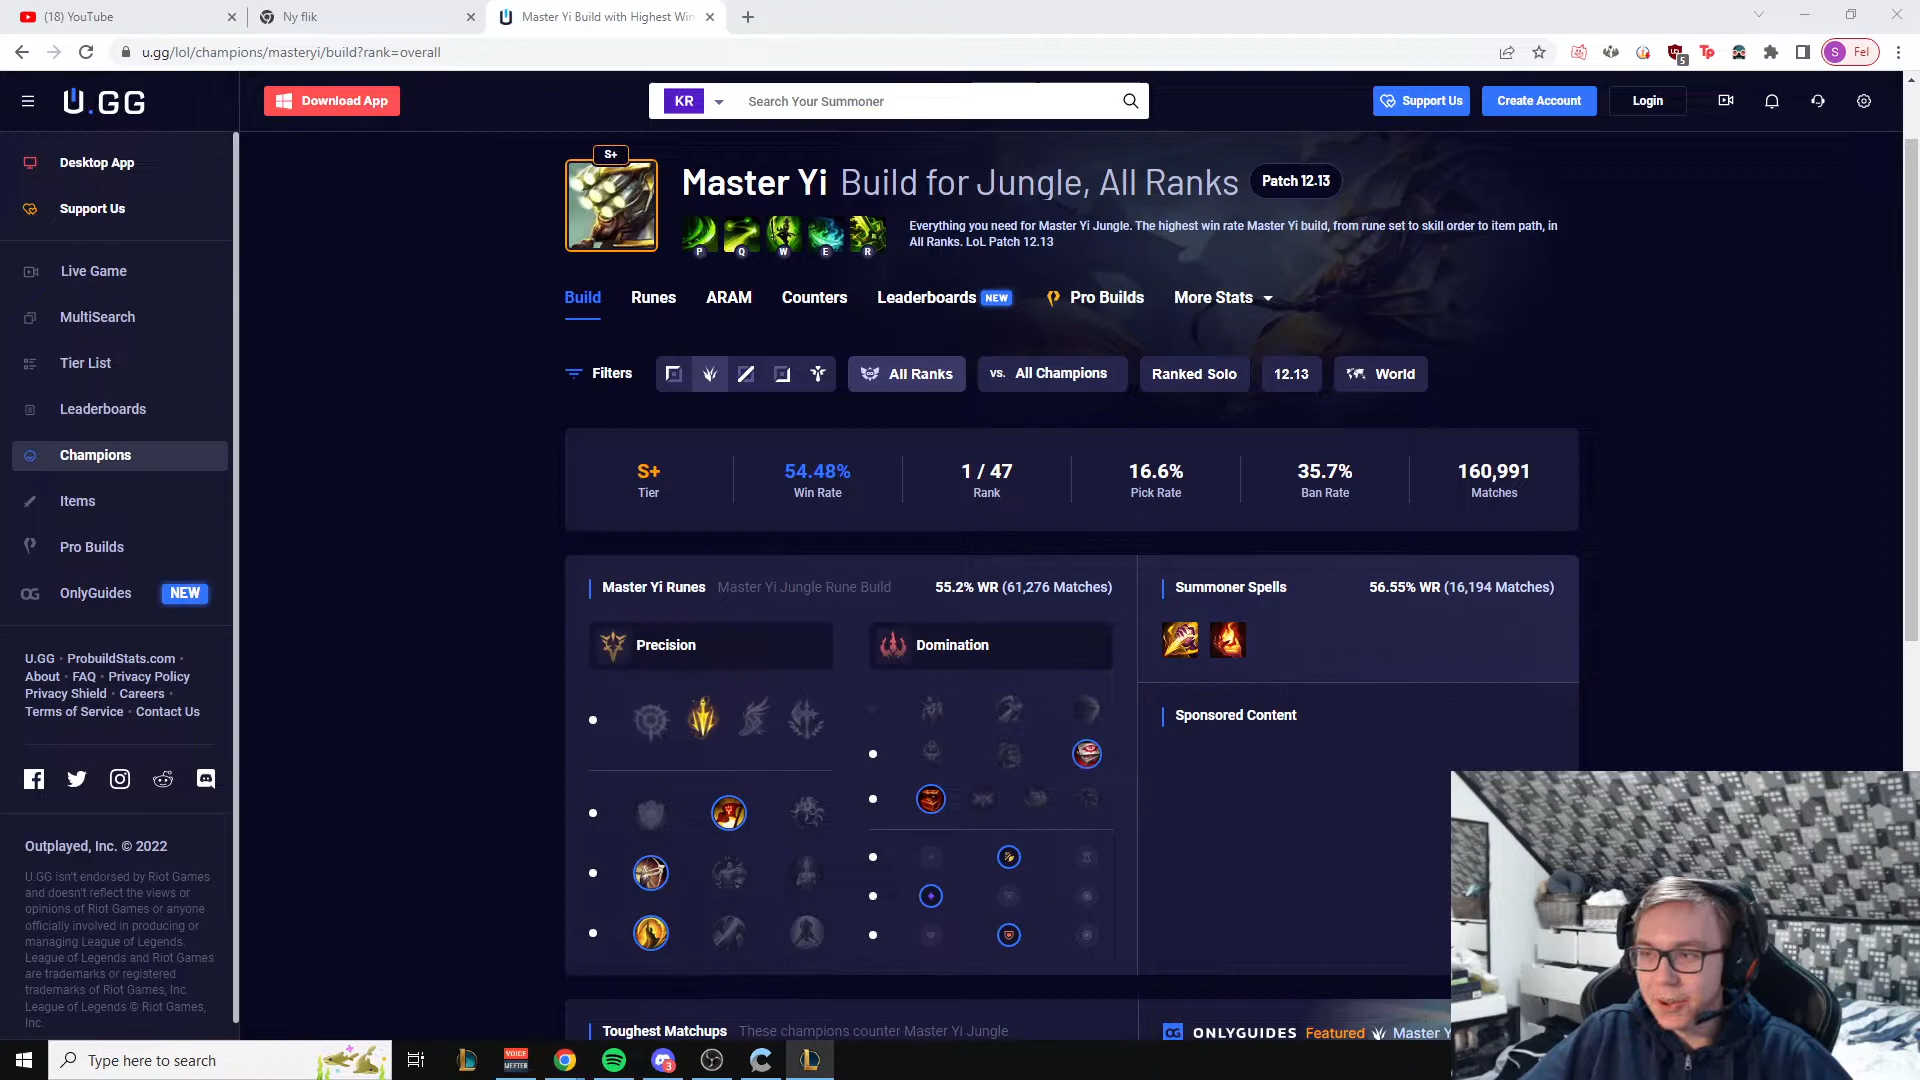 (18) YouTube
Ny flik
Master Yi Build with Highest Win
u.gg/lol/champions/masteryi/build?rank=overall
5
TP
S Fel
U.GG
Download App
KR
Search Your Summoner
Support Us
Create Account
Login
Desktop App
Support Us
Live Game
MultiSearch
Tier List
Leaderboards
Champions
Items
Pro Builds
OG OnlyGuides NEW
U.GG • ProbuildStats.com •
About • FAQ • Privacy Policy
Privacy Shield • Careers •
Terms of Service • Contact Us
Outplayed, Inc. © 2022
U.GG isn't endorsed by Riot Games
and doesn't reflect the views or
opinions of Riot Games or anyone
officially involved in producing or
managing League of Legends.
League of Legends and Riot Games
are trademarks or registered
trademarks of Riot Games, Inc.
League of Legends © Riot Games,
Inc.
S+
Master Yi Build for Jungle, All Ranks
Patch 12.13
P Q W E R
Everything you need for Master Yi Jungle. The highest win rate Master Yi build, from rune set to skill order to item path, in
All Ranks. LoL Patch 12.13
Build
Runes
ARAM
Counters
Leaderboards NEW
Pro Builds
More Stats
Filters
All Ranks
vs. All Champions
Ranked Solo
12.13
World
S+
Tier
54.48%
Win Rate
1 / 47
Rank
16.6%
Pick Rate
35.7%
Ban Rate
160,991
Matches
Master Yi Runes Master Yi Jungle Rune Build 55.2% WR (61,276 Matches)
Precision
Domination
Summoner Spells 56.55% WR (16,194 Matches)
Sponsored Content
Toughest Matchups These champions counter Master Yi Jungle
OG ONLYGUIDES Featured Master Y
Type here to search
VOICE
MEETER
3